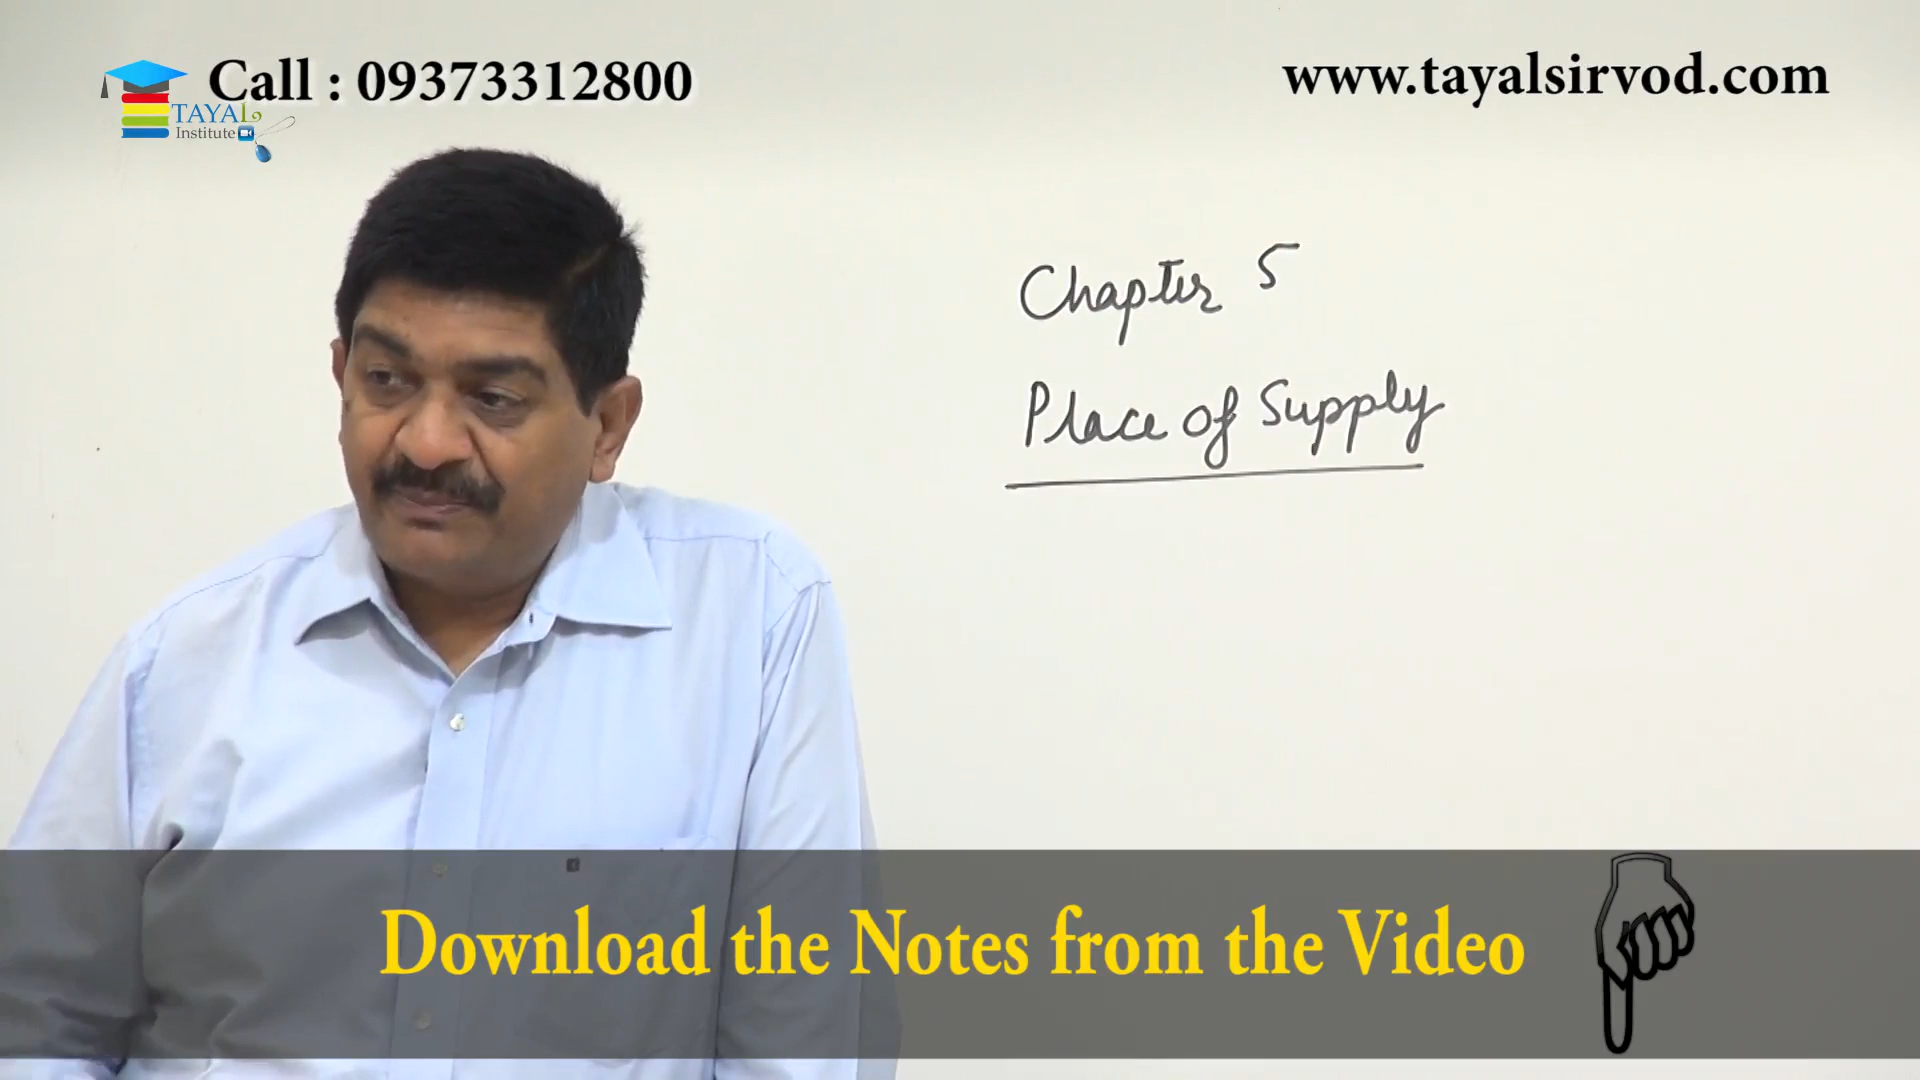 Call : 09373312800
www.tayalsirvod.com
TAYAL
Institute
Chapter 5
Place of Supply
Download the Notes from the Video